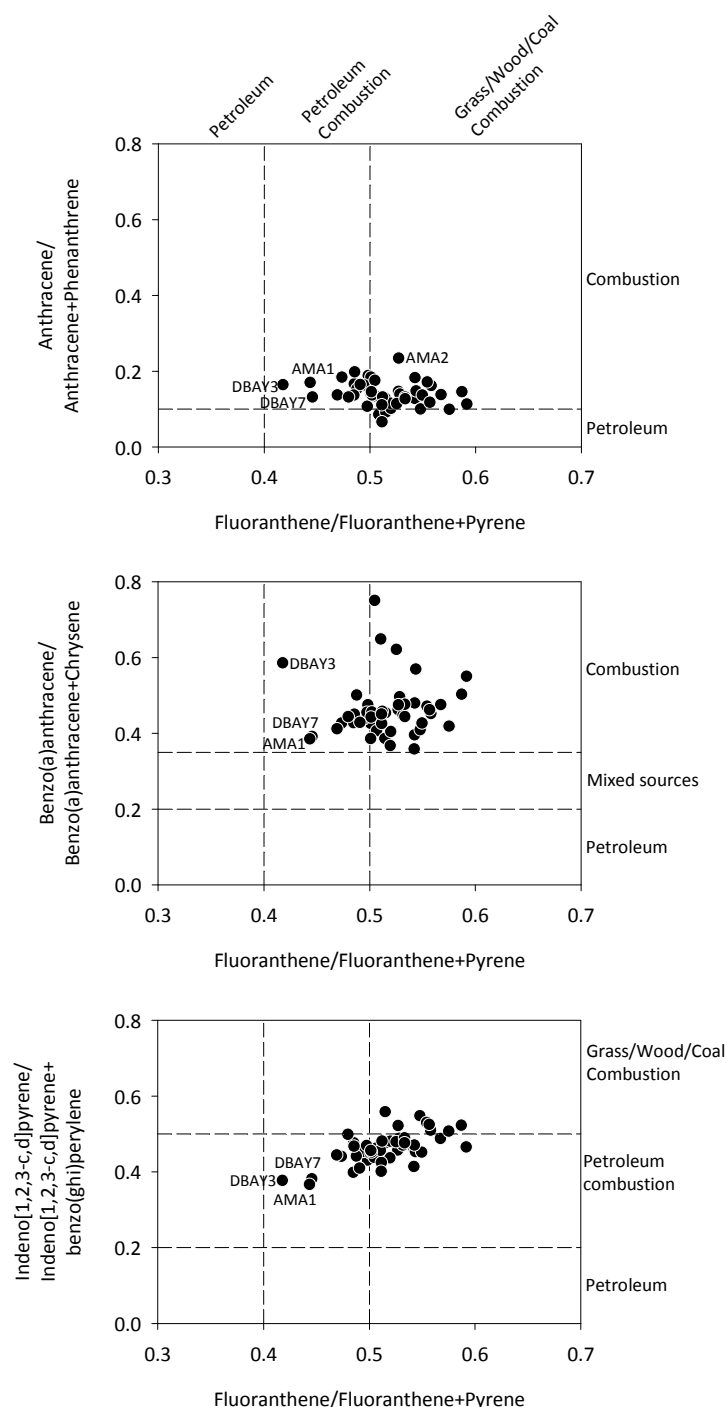 Petroleum
Petroleum
Combustion
Grass/Wood/Coal
Combustion
Anthracene/
Anthracene+Phenanthrene
0.8
0.6
0.4
0.2
0.0
AMA1
AMA2
DBAY3
DBAY7
Combustion
Petroleum
0.3
0.4
0.5
0.6
0.7
Fluoranthene/Fluoranthene+Pyrene
Benzo(a)anthracene/
Benzo(a)anthracene+Chrysene
0.8
0.6
0.4
0.2
0.0
DBAY3
DBAY7
AMA1
Combustion
Mixed sources
Petroleum
0.3
0.4
0.5
0.6
0.7
Fluoranthene/Fluoranthene+Pyrene
Indeno[1,2,3-c,d]pyrene/
Indeno[1,2,3-c,d]pyrene+
benzo(ghi)perylene
0.8
0.6
0.4
0.2
0.0
DBAY7
DBAY3
AMA1
Grass/Wood/Coal
Combustion
Petroleum
combustion
Petroleum
0.3
0.4
0.5
0.6
0.7
Fluoranthene/Fluoranthene+Pyrene